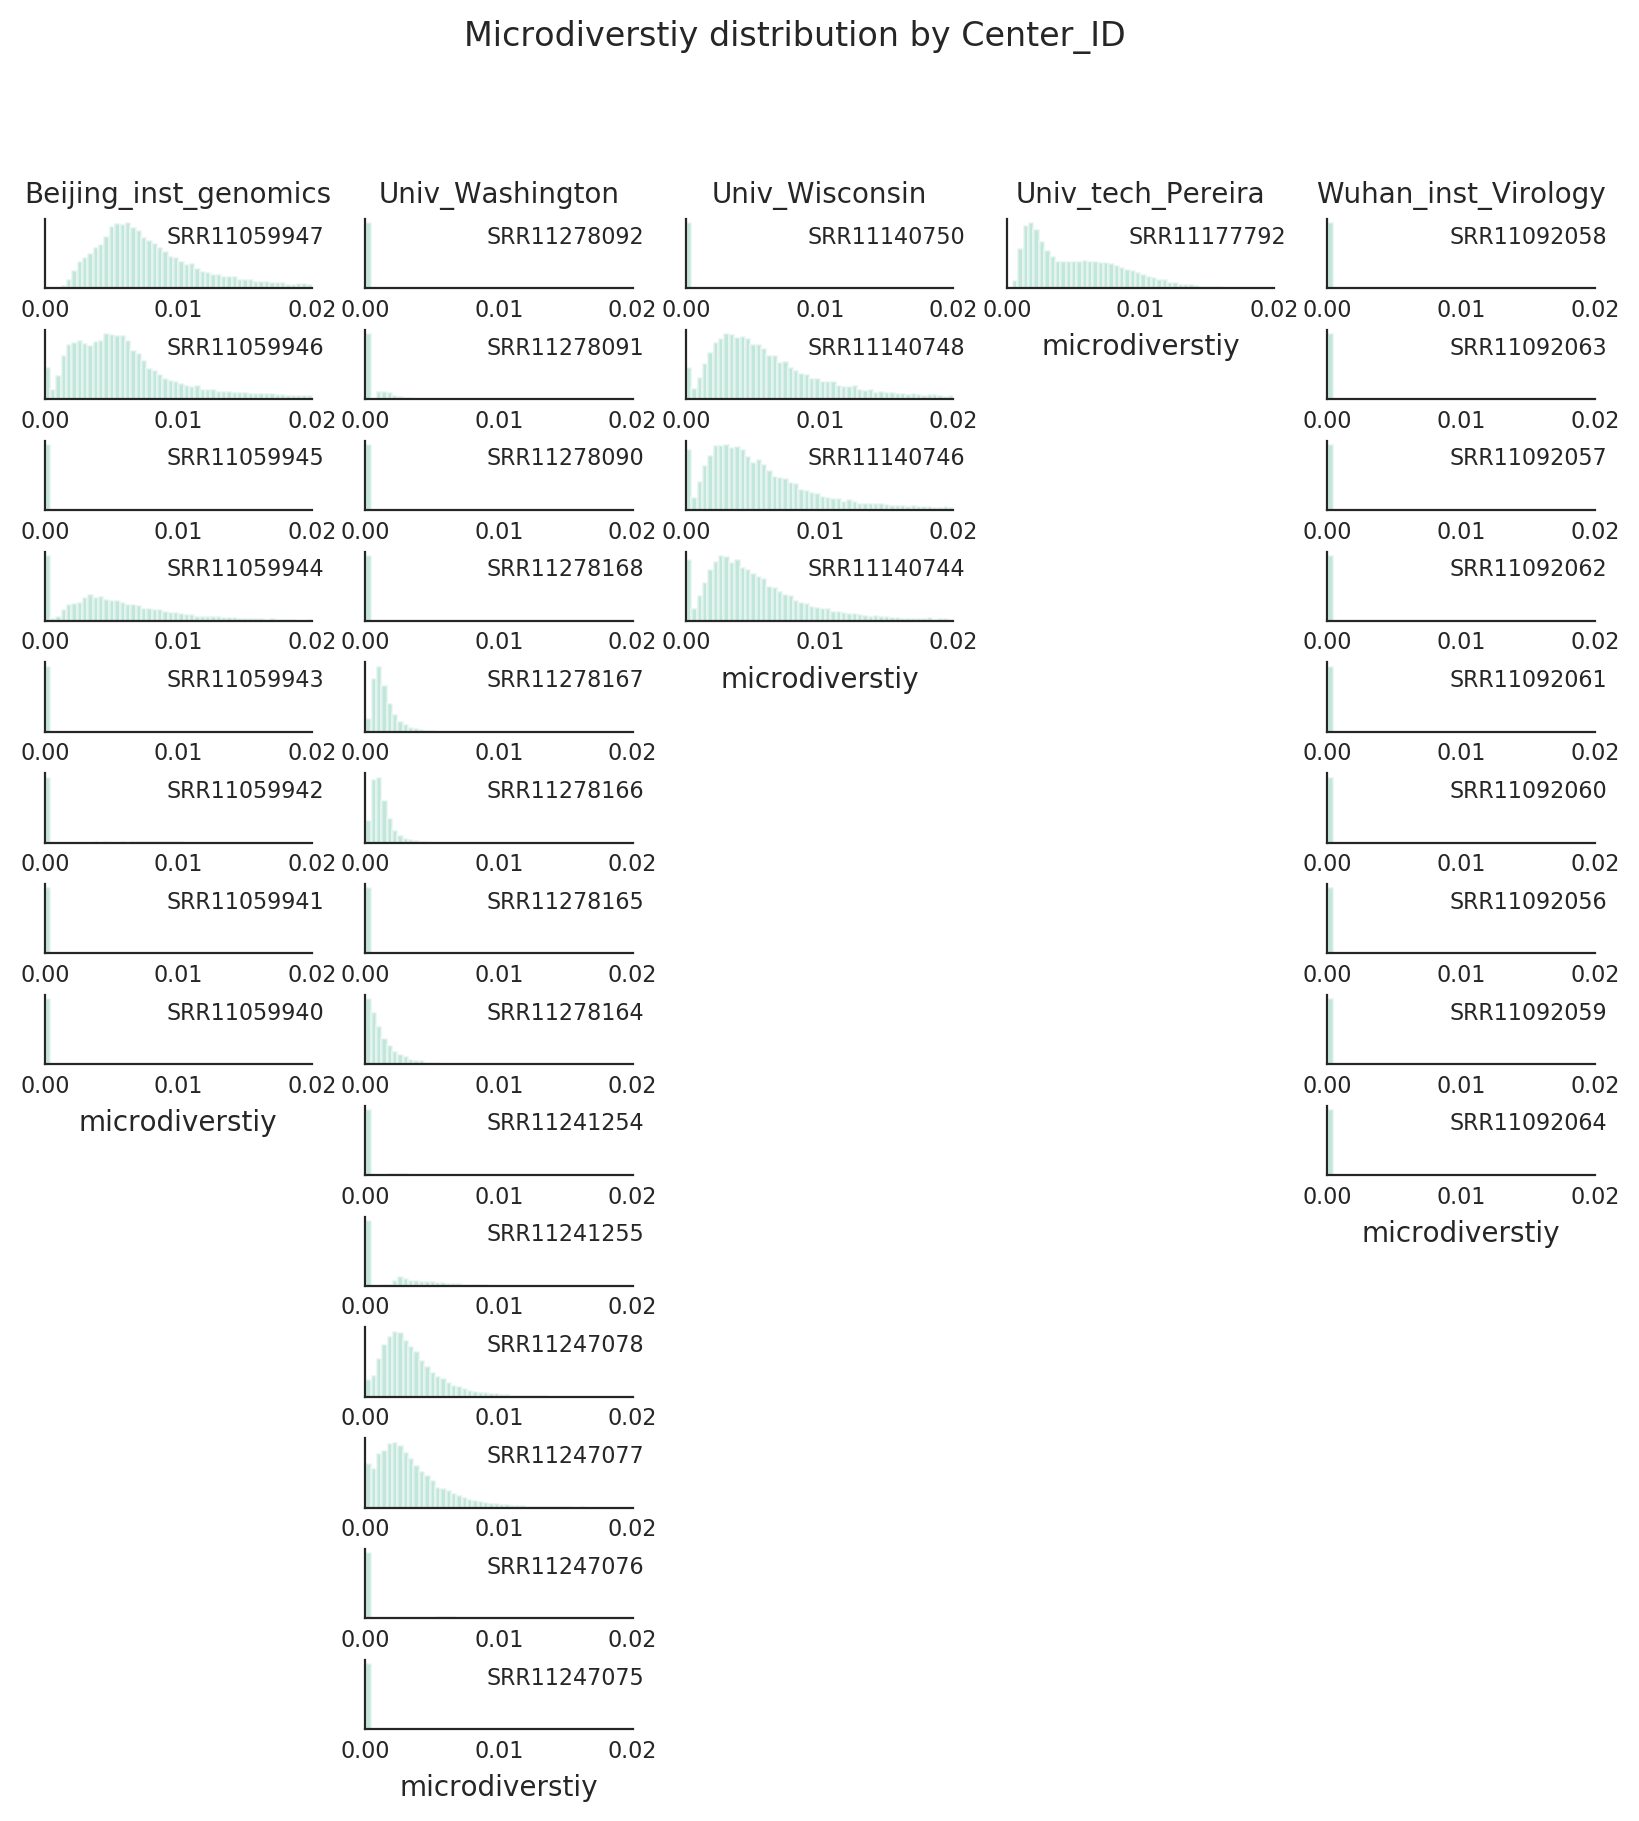 Microdiverstiy distribution by Center_ID
Beijing_inst_genomics Univ_Washington Univ_Wisconsin Univ_tech_Pereira Wuhan_inst_Virology
SRR11059947 SRR11278092 SRR11140750 SRR11177792 SRR11092058
0.00 0.01 0.02 0.00 0.01 0.02 0.00 0.01 0.02 0.00 0.01 0.02 0.00 0.01 0.02
microdiverstiy
SRR11059946 SRR11278091 SRR11140748 SRR11092063
0.00 0.01 0.02 0.00 0.01 0.02 0.00 0.01 0.02 0.00 0.01 0.02
SRR11059945 SRR11278090 SRR11140746 SRR11092057
0.00 0.01 0.02 0.00 0.01 0.02 0.00 0.01 0.02 0.00 0.01 0.02
SRR11059944 SRR11278168 SRR11140744 SRR11092062
0.00 0.01 0.02 0.00 0.01 0.02 0.00 0.01 0.02 0.00 0.01 0.02
microdiverstiy
SRR11059943 SRR11278167 SRR11092061
0.00 0.01 0.02 0.00 0.01 0.02 0.00 0.01 0.02
SRR11059942 SRR11278166 SRR11092060
0.00 0.01 0.02 0.00 0.01 0.02 0.00 0.01 0.02
SRR11059941 SRR11278165 SRR11092056
0.00 0.01 0.02 0.00 0.01 0.02 0.00 0.01 0.02
SRR11059940 SRR11278164 SRR11092059
0.00 0.01 0.02 0.00 0.01 0.02 0.00 0.01 0.02
microdiverstiy
SRR11241254 SRR11092064
0.00 0.01 0.02 0.00 0.01 0.02
microdiverstiy
SRR11241255
0.00 0.01 0.02
SRR11247078
0.00 0.01 0.02
SRR11247077
0.00 0.01 0.02
SRR11247076
0.00 0.01 0.02
SRR11247075
0.00 0.01 0.02
microdiverstiy